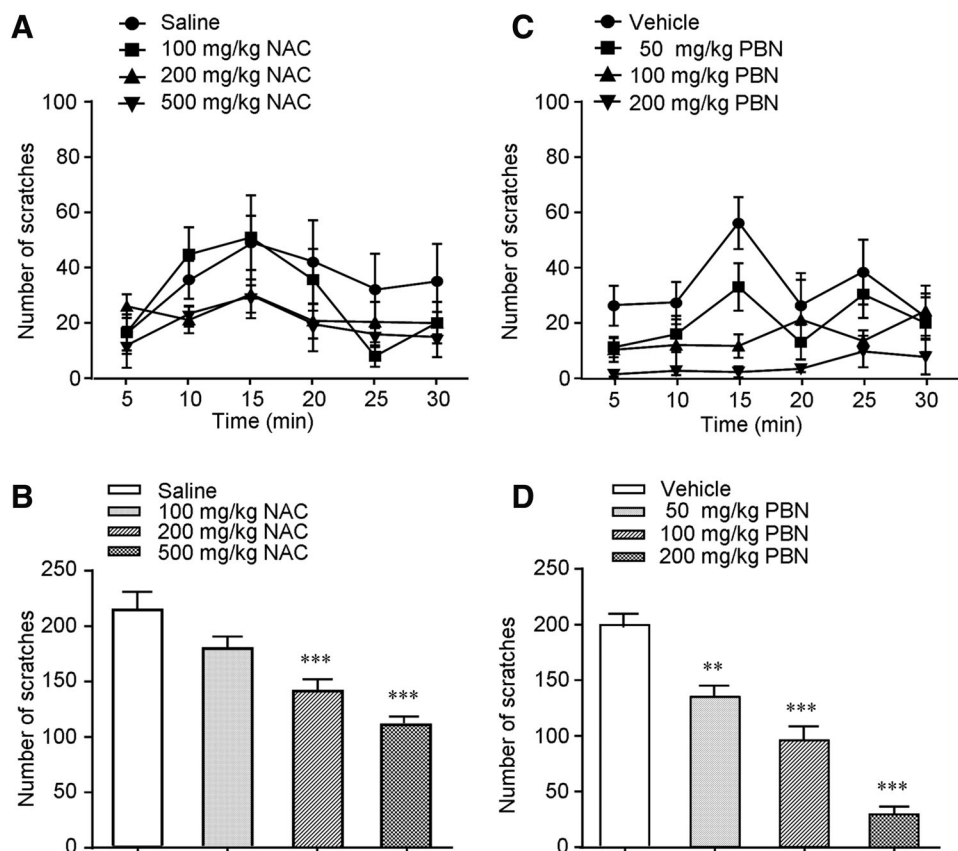 A
Saline
100 mg/kg NAC
200 mg/kg NAC
500 mg/kg NAC
100
80
60
40
20
0
Number of scratches
5 10 15 20 25 30
Time (min)
C
Vehicle
50 mg/kg PBN
100 mg/kg PBN
200 mg/kg PBN
100
80
60
40
20
0
Number of scratches
5 10 15 20 25 30
Time (min)
B
Saline
100 mg/kg NAC
200 mg/kg NAC
500 mg/kg NAC
250
200
150
100
50
0
Number of scratches
***
***
D
Vehicle
50 mg/kg PBN
100 mg/kg PBN
200 mg/kg PBN
250
200
150
100
50
0
Number of scratches
**
***
***